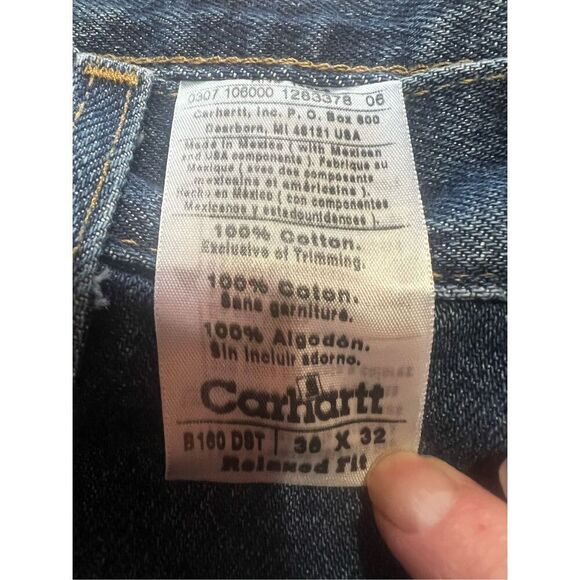 0307 106000 1263378 06
Carhartt, Inc. P. O. Box 600
Dearborn, MI 48121 USA
Made in Mexico ( with Mexican
and USA components ). Fabriqué au
Mexique ( avec des composants
mexicains et américains ).
Hecho en México ( con componentes
Mexicanos y estadounidenses ).
100% Cotton.
Exclusive of Trimming.
100% Coton.
Sans garniture.
100% Algodón.
Sin incluir adorno.
Carhartt
B160 DST 36 X 32
Relaxed Fit